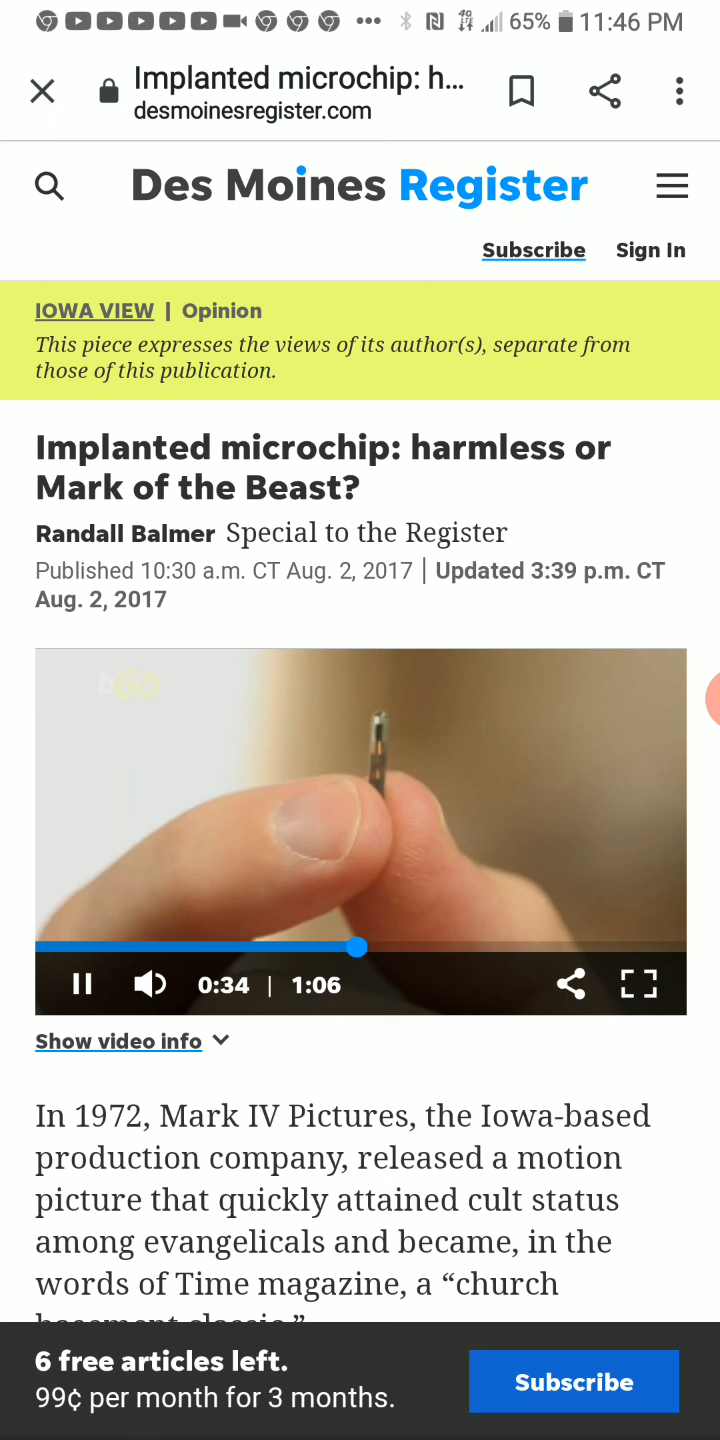 65% 11:46 PM
Implanted microchip: h...
desmoinesregister.com
Des Moines Register
Subscribe Sign In
IOWA VIEW | Opinion
This piece expresses the views of its author(s), separate from
those of this publication.
Implanted microchip: harmless or
Mark of the Beast?
Randall Balmer Special to the Register
Published 10:30 a.m. CT Aug. 2, 2017 | Updated 3:39 p.m. CT
Aug. 2, 2017
0:34 | 1:06
Show video info
In 1972, Mark IV Pictures, the Iowa-based
production company, released a motion
picture that quickly attained cult status
among evangelicals and became, in the
words of Time magazine, a “church
6 free articles left.
99¢ per month for 3 months.
Subscribe